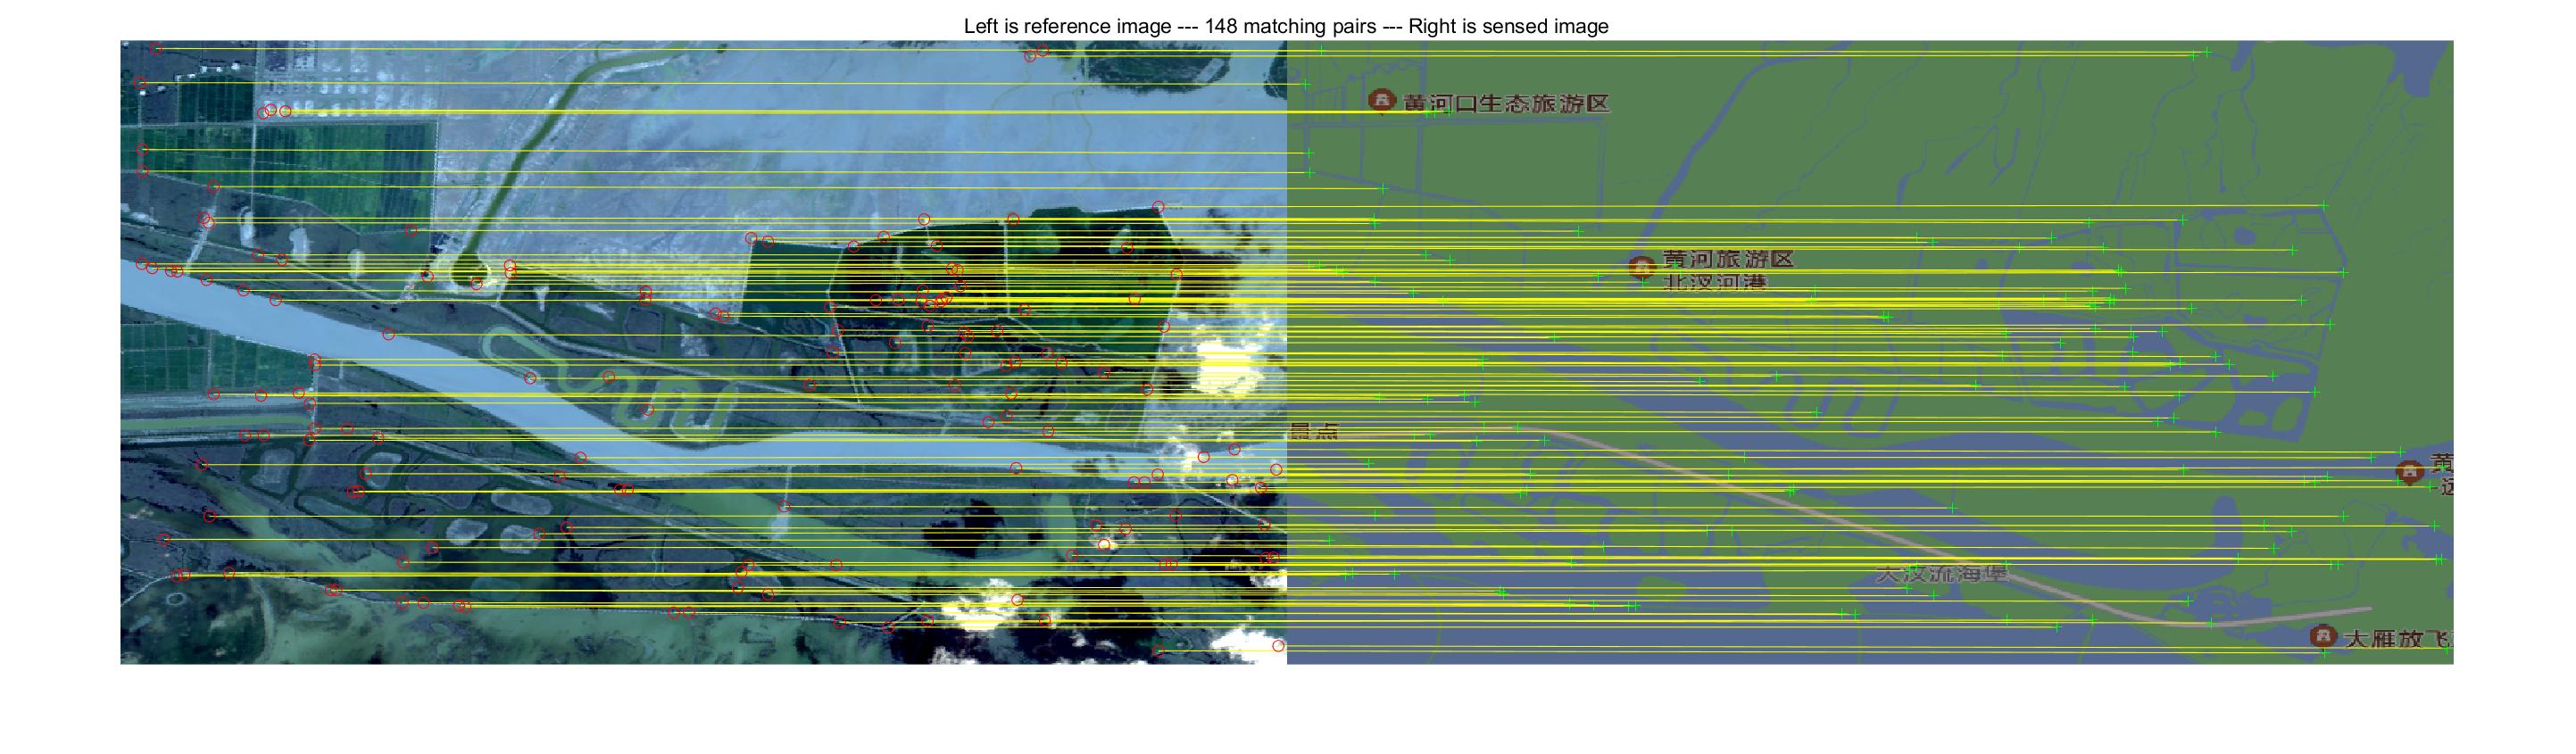 Left is reference image --- 148 matching pairs --- Right is sensed image
黄河口生态旅游区
黄河旅游区
北汊河港
景点
黄
远
大汶流海堡
大雁放飞